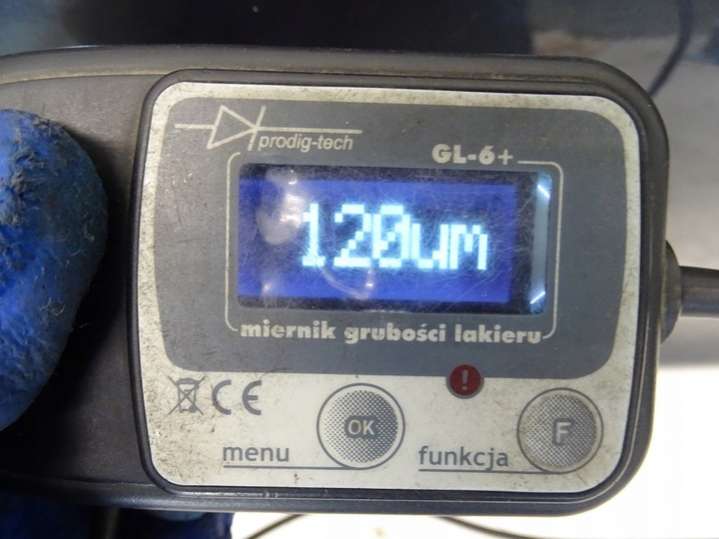 prodig-tech
GL-6+
120um
miernik grubości lakieru
CE
OK
F
menu
funkcja